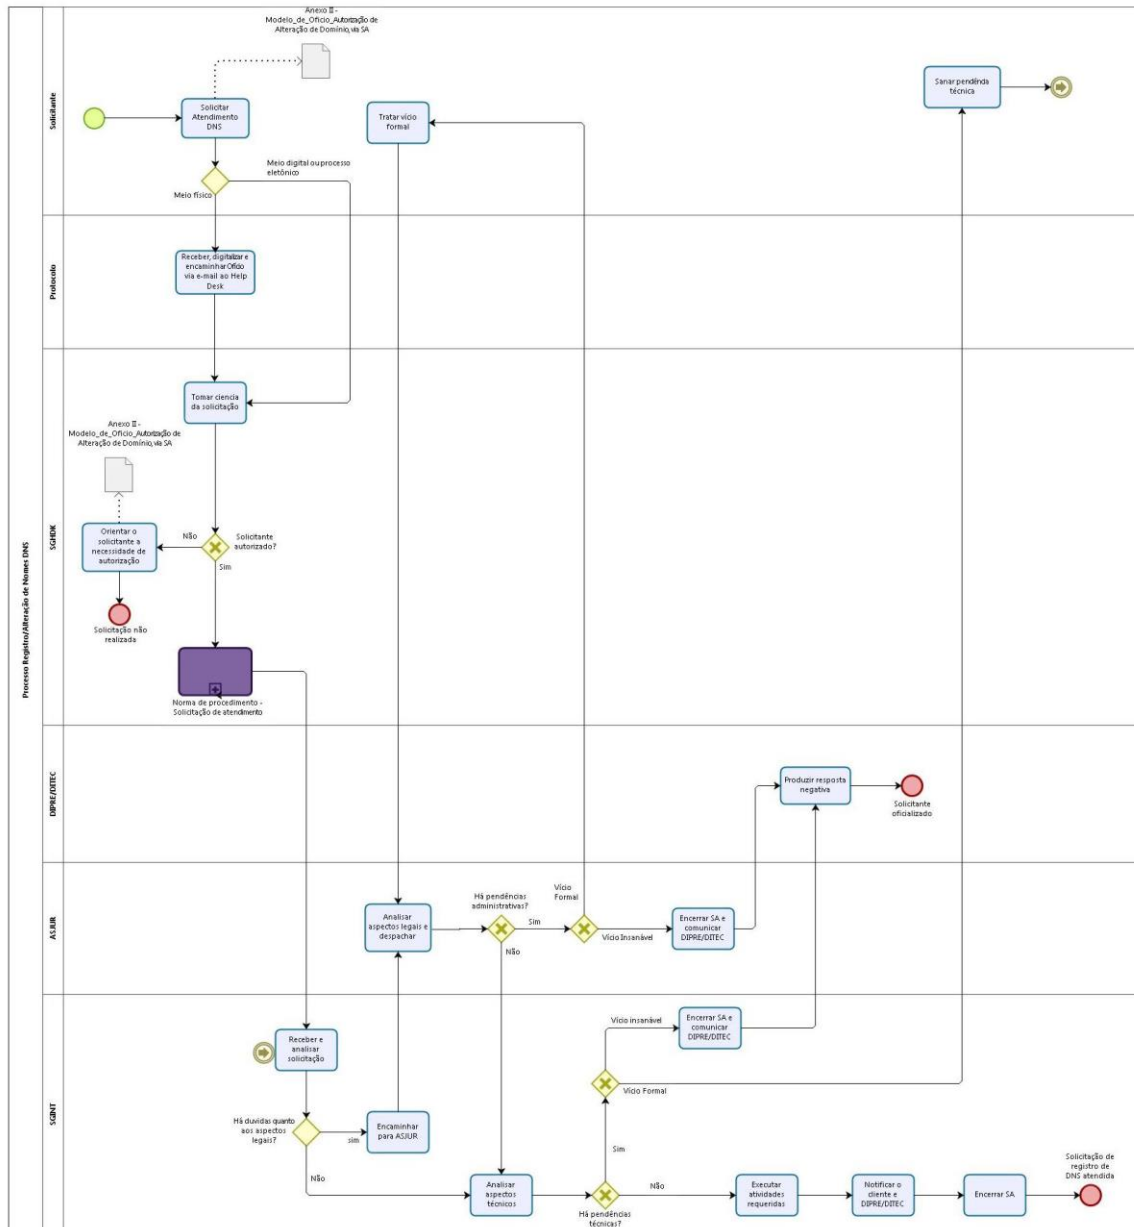 Processo Registro/Alteração de Nomes DNS
Solicitante
Anexo II -
Modelo_de_Oficio_Autorização de
Alteração de Domínio, via SA
Solicitar
Atendimento
DNS
Meio digital ou processo
eletônico
Meio físico
Tratar vício
formal
Sanar pendênda
técnica
Protocolo
Receber, digitalizar e
encaminhar Ofício
via e-mail ao Help
Desk
SGHDK
Tomar ciencia
da solicitação
Anexo II -
Modelo_de_Oficio_Autorização de
Alteração de Domínio, via SA
Orientar o
solicitante a
necessidade de
autorização
Não
Solicitante
autorizado?
Sim
Solicitação não
realizada
Norma de procedimento -
Solicitação de atendimento
DIPRE/DITEC
Produzir resposta
negativa
Solicitante
oficializado
ASJUR
Analisar
aspectos legais e
despachar
Há pendências
administrativas?
Sim
Não
Vício
Formal
Vício Insanável
Encerrar SA e
comunicar
DIPRE/DITEC
SGINT
Receber e
analisar
solicitação
Há duvidas quanto
aos aspectos
legais?
sim
Não
Encaminhar
para ASJUR
Analisar
aspectos
técnicos
Há pendências
técnicas?
Sim
Não
Vício insanável
Vício Formal
Encerrar SA e
comunicar
DIPRE/DITEC
Executar
atividades
requeridas
Notificar o
cliente e
DIPRE/DITEC
Encerrar SA
Solicitação de
registro de
DNS atendida